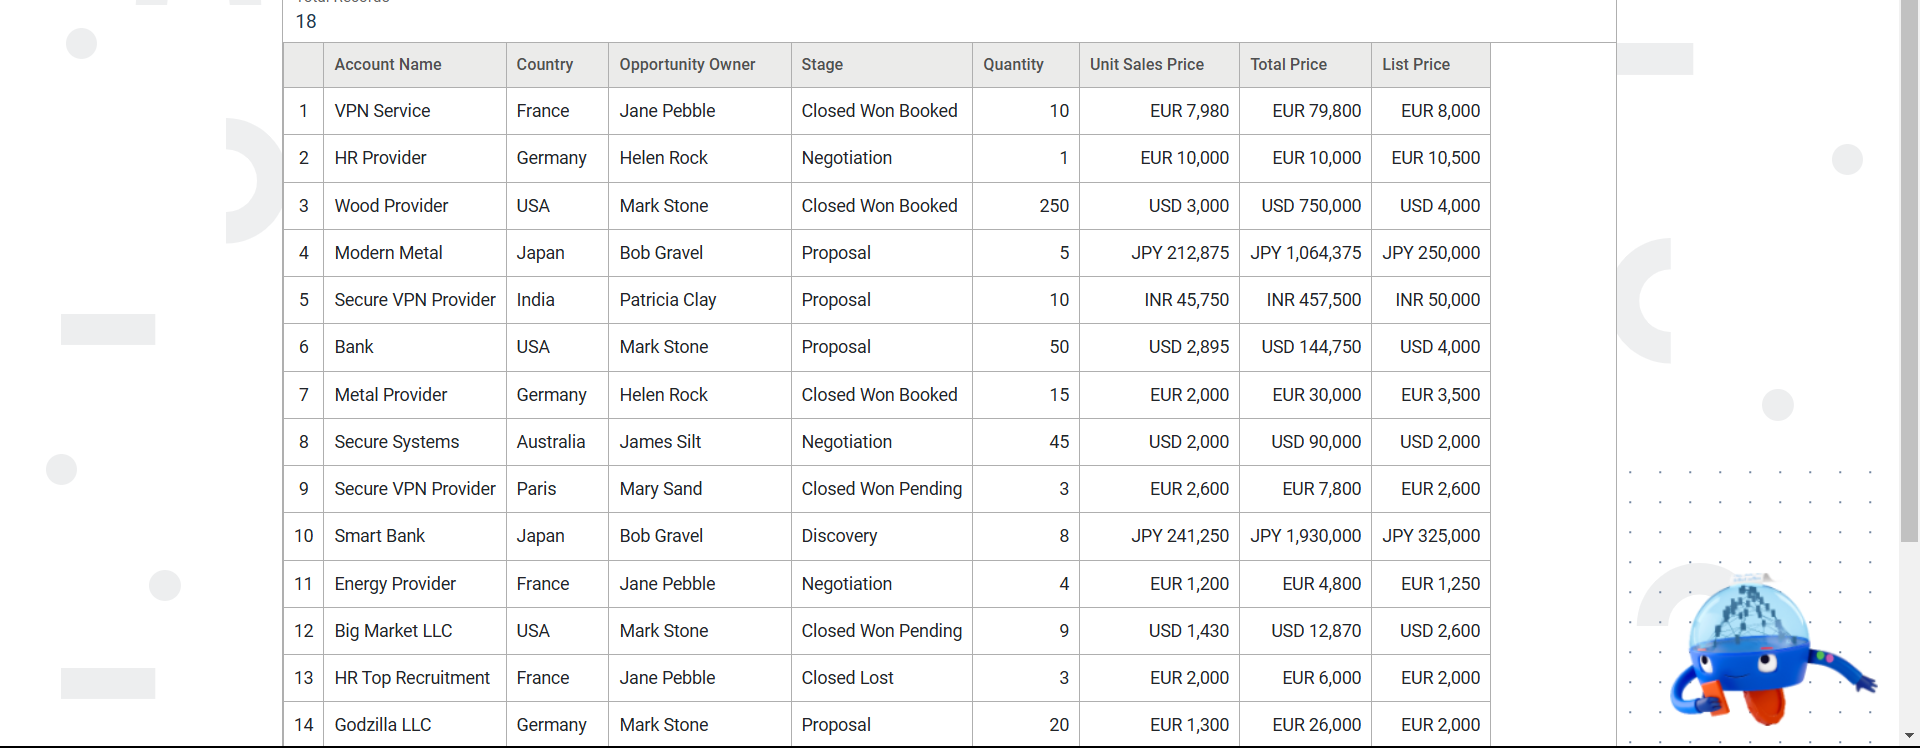 Total Records
18
Account Name Country Opportunity Owner Stage Quantity Unit Sales Price Total Price List Price
1 VPN Service France Jane Pebble Closed Won Booked 10 EUR 7,980 EUR 79,800 EUR 8,000
2 HR Provider Germany Helen Rock Negotiation 1 EUR 10,000 EUR 10,000 EUR 10,500
3 Wood Provider USA Mark Stone Closed Won Booked 250 USD 3,000 USD 750,000 USD 4,000
4 Modern Metal Japan Bob Gravel Proposal 5 JPY 212,875 JPY 1,064,375 JPY 250,000
5 Secure VPN Provider India Patricia Clay Proposal 10 INR 45,750 INR 457,500 INR 50,000
6 Bank USA Mark Stone Proposal 50 USD 2,895 USD 144,750 USD 4,000
7 Metal Provider Germany Helen Rock Closed Won Booked 15 EUR 2,000 EUR 30,000 EUR 3,500
8 Secure Systems Australia James Silt Negotiation 45 USD 2,000 USD 90,000 USD 2,000
9 Secure VPN Provider Paris Mary Sand Closed Won Pending 3 EUR 2,600 EUR 7,800 EUR 2,600
10 Smart Bank Japan Bob Gravel Discovery 8 JPY 241,250 JPY 1,930,000 JPY 325,000
11 Energy Provider France Jane Pebble Negotiation 4 EUR 1,200 EUR 4,800 EUR 1,250
12 Big Market LLC USA Mark Stone Closed Won Pending 9 USD 1,430 USD 12,870 USD 2,600
13 HR Top Recruitment France Jane Pebble Closed Lost 3 EUR 2,000 EUR 6,000 EUR 2,000
14 Godzilla LLC Germany Mark Stone Proposal 20 EUR 1,300 EUR 26,000 EUR 2,000